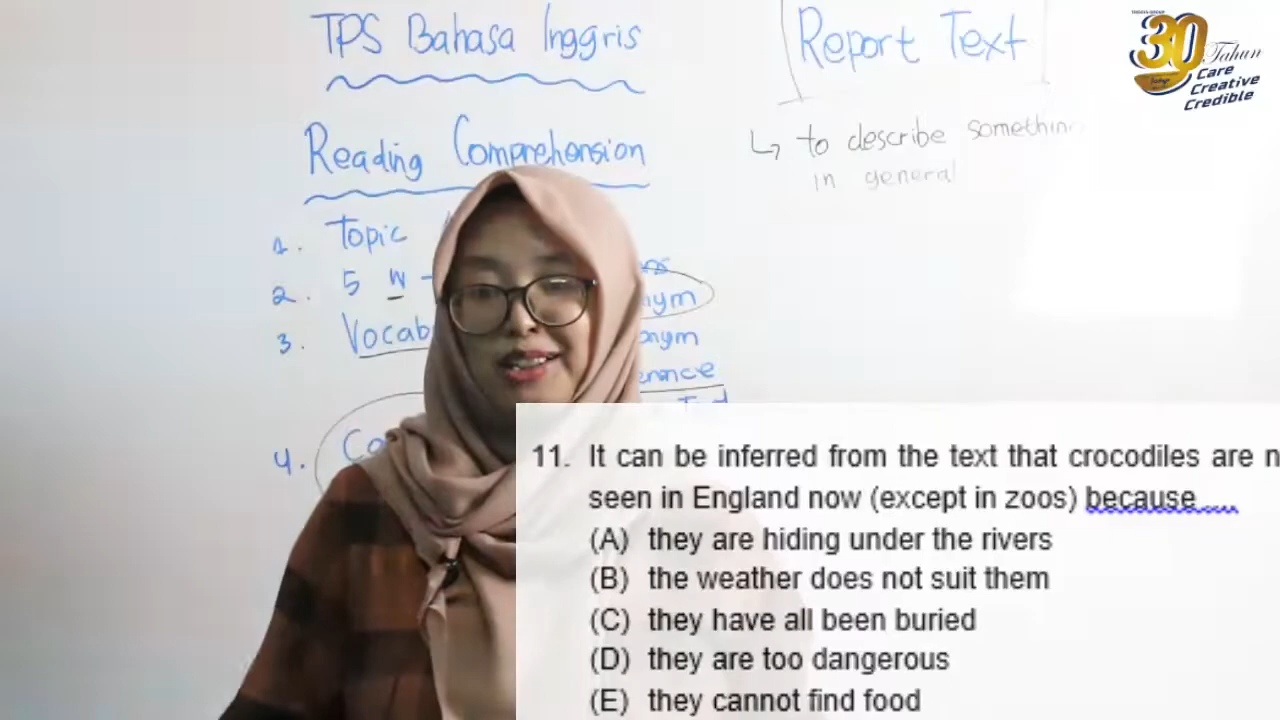 TPS Bahasa Inggris
Reading Comprehension
1. Topic
2. 5 W
3. Vocab
onym
4.
Report Text
↳ to describe something
in general
30 Tahun
Care
Creative
Credible
11. It can be inferred from the text that crocodiles are n
seen in England now (except in zoos) because....
(A) they are hiding under the rivers
(B) the weather does not suit them
(C) they have all been buried
(D) they are too dangerous
(E) they cannot find food